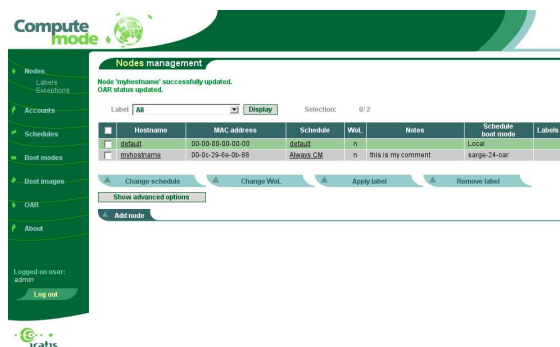 Compute
mode
Nodes
Labels
Exceptions
Accounts
Schedules
Boot modes
Boot images
OAR
About
Logged on user:
admin
Log out
icatis
Nodes management
Node 'myhostname' successfully updated.
OAR status updated.
Label All Display Selection: 0/2
Hostname MAC address Schedule WoL Notes Schedule boot mode Labels
default 00-00-00-00-00-00 default n Local
myhostname 00-0c-29-6e-0b-88 Always CM n this is my comment sarge-24-oar
Change schedule Change WoL Apply label Remove label
Show advanced options
Add node